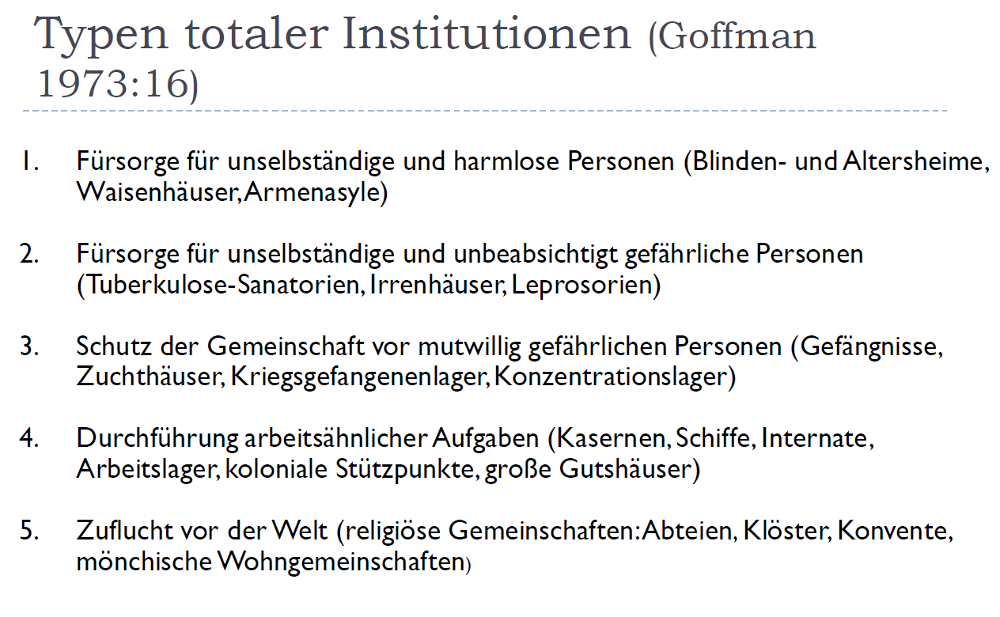 Typen totaler Institutionen (Goffman
1973:16)
1. Fürsorge für unselbständige und harmlose Personen (Blinden- und Altersheime,
Waisenhäuser, Armenasyle)
2. Fürsorge für unselbständige und unbeabsichtigt gefährliche Personen
(Tuberkulose-Sanatorien, Irrenhäuser, Leprosorien)
3. Schutz der Gemeinschaft vor mutwillig gefährlichen Personen (Gefängnisse,
Zuchthäuser, Kriegsgefangenenlager, Konzentrationslager)
4. Durchführung arbeitsähnlicher Aufgaben (Kasernen, Schiffe, Internate,
Arbeitslager, koloniale Stützpunkte, große Gutshäuser)
5. Zuflucht vor der Welt (religiöse Gemeinschaften: Abteien, Klöster, Konvente,
mönchische Wohngemeinschaften)